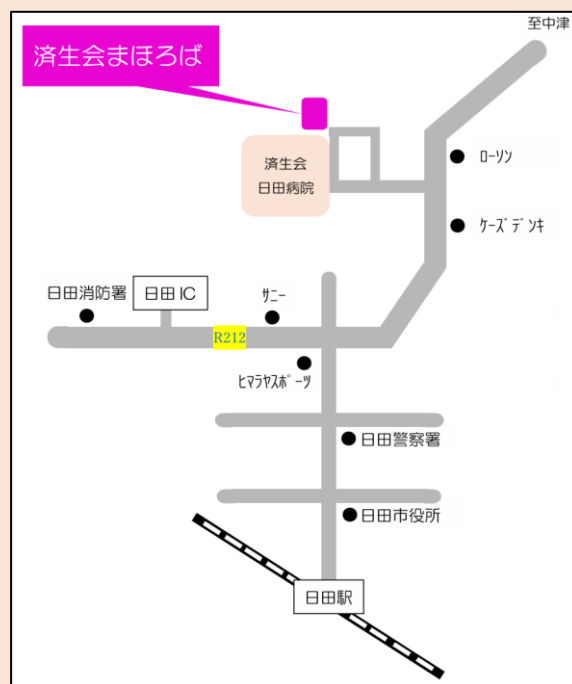 至中津
済生会まほろば
ﾛｰｿﾝ
済生会
日田病院
ｹｰｽﾞﾃﾞﾝｷ
日田消防署
日田 IC
ｻﾆｰ
R212
ﾋﾏﾗﾔｽﾎﾟｰﾂ
日田警察署
日田市役所
日田駅